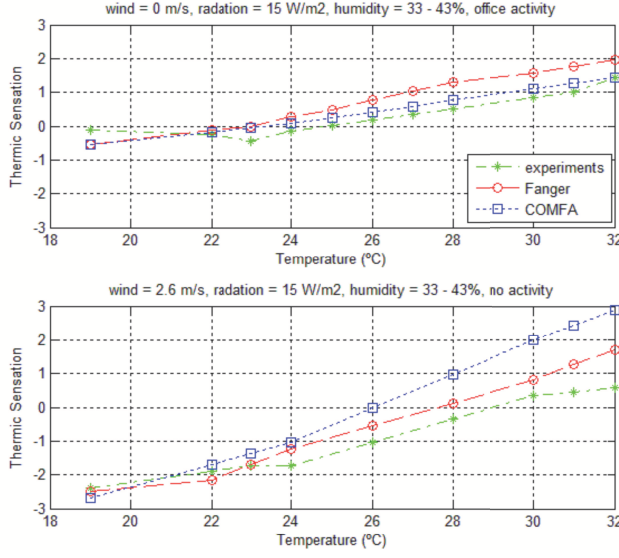 wind = 0 m/s, radation = 15 W/m2, humidity = 33 - 43%, office activity
3
2
1
0
-1
-2
-3
Thermic Sensation
experiments
Fanger
COMFA
18 20 22 24 26 28 30 32
Temperature (ºC)
wind = 2.6 m/s, radation = 15 W/m2, humidity = 33 - 43%, no activity
3
2
1
0
-1
-2
-3
Thermic Sensation
18 20 22 24 26 28 30 32
Temperature (ºC)